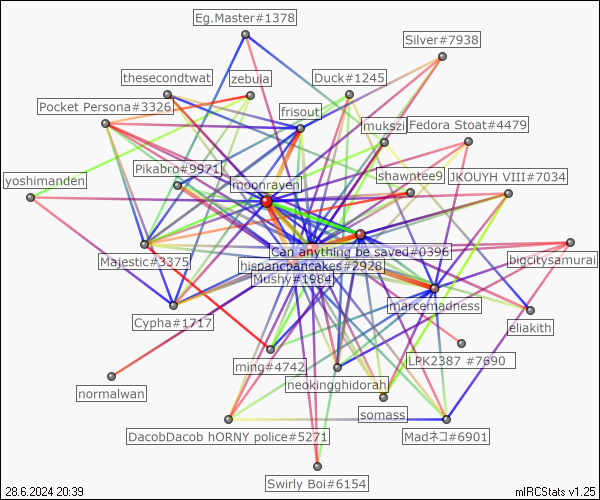 Eg.Master#1378
Silver#7938
thesecondtwat
zebula
Duck#1245
Pocket Persona#3326
frisout
mukszi
Fedora Stoat#4479
Pikabro#9971
yoshimanden
moonraven
shawntee9
JKOUYH VIII#7034
Majestic#3375
Can anything be saved#0396
bigcitysamurai
hispancpancakes#2928
Mushy#1984
marcemadness
Cypha#1717
eliakith
ming#4742
LPK2387 #7690
neokingghidorah
normalwan
somass
DacobDacob hORNY police#5271
Madネコ#6901
Swirly Boi#6154
28.6.2024 20:39
mIRCStats v1.25